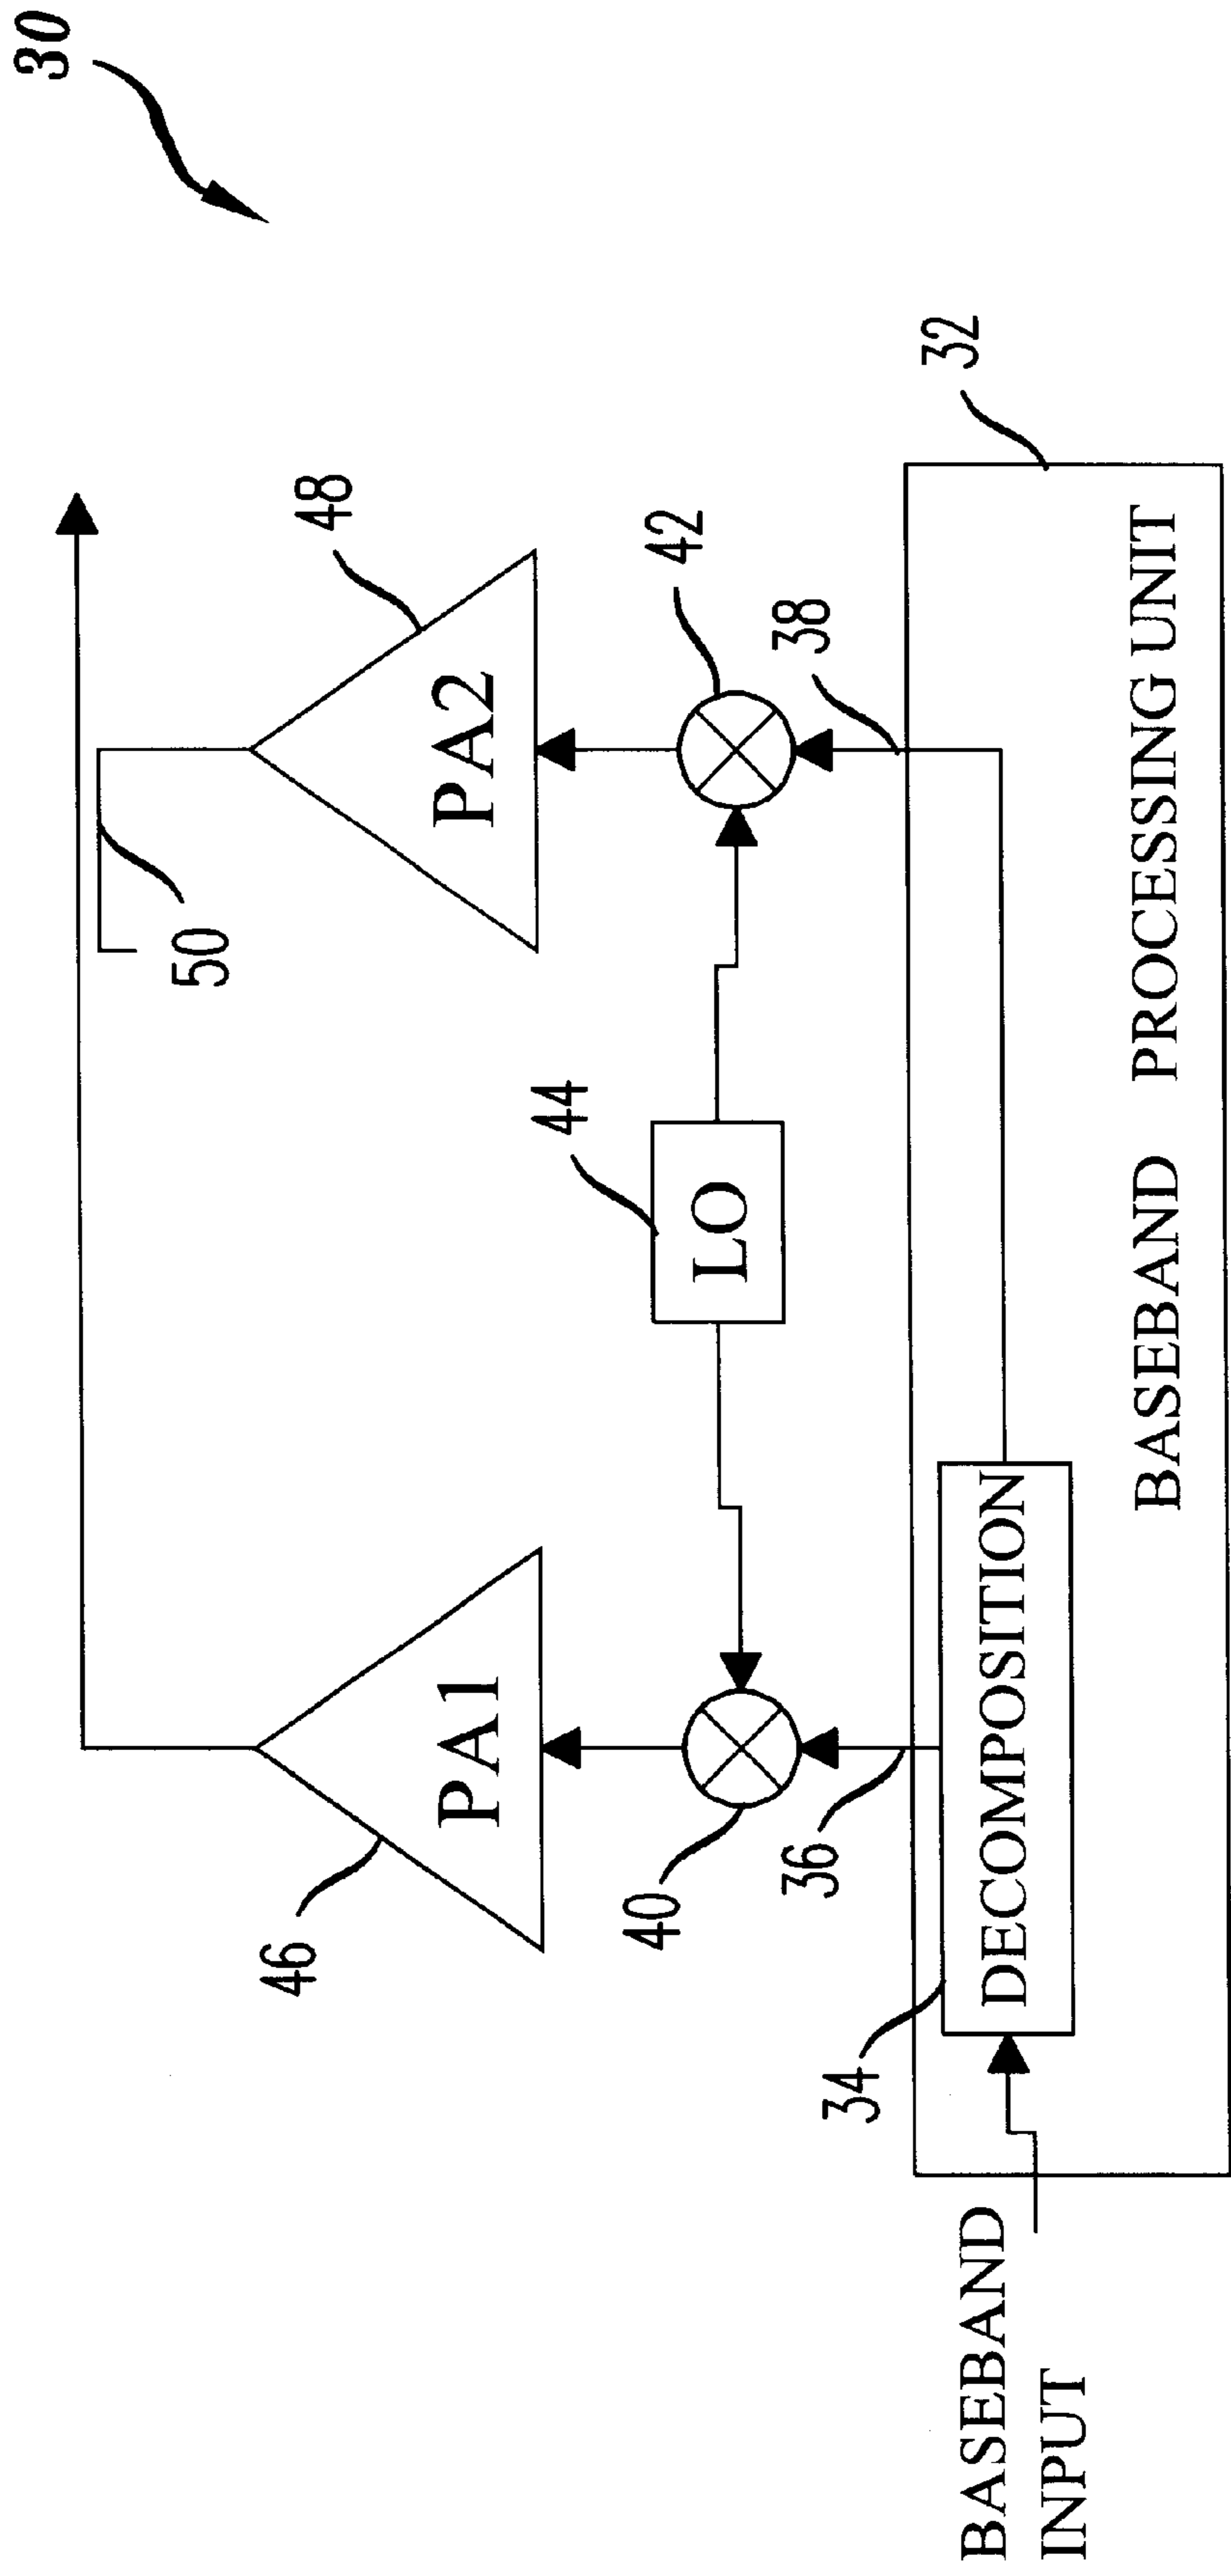 30
50
48
PA2
42
38
32
44
LO
46
PA1
40
36
34
DECOMPOSITION
BASEBAND PROCESSING UNIT
BASEBAND
INPUT